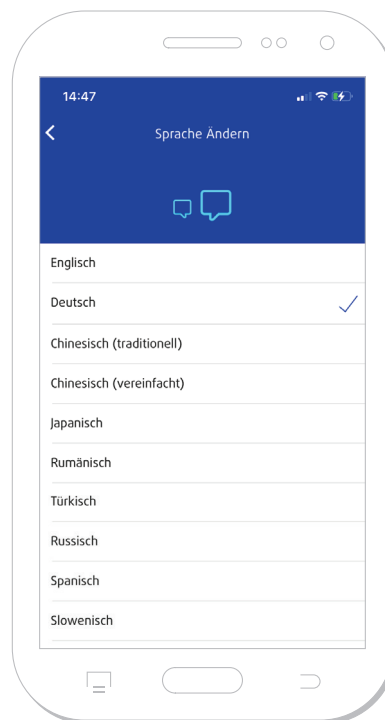 14:47
Sprache Ändern
Englisch
Deutsch
Chinesisch (traditionell)
Chinesisch (vereinfacht)
Japanisch
Rumänisch
Türkisch
Russisch
Spanisch
Slowenisch